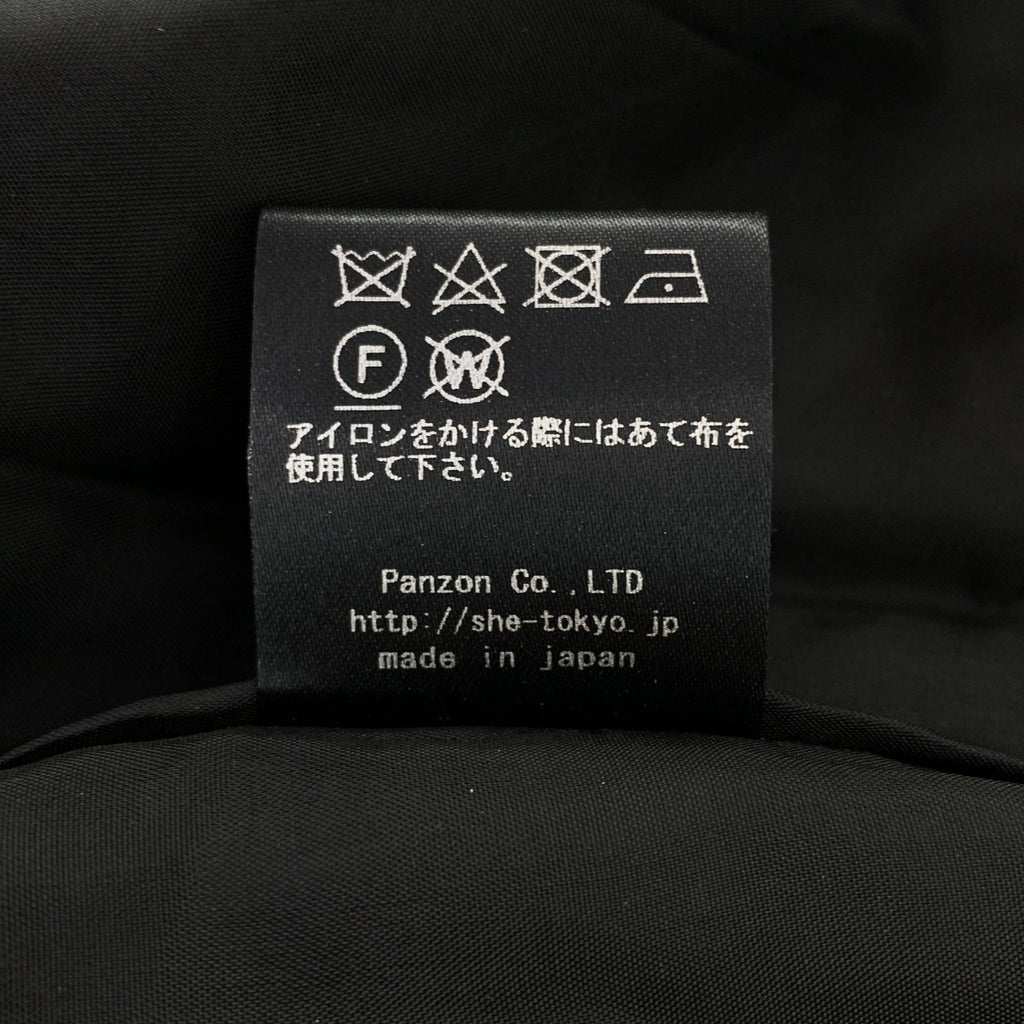 F W
アイロンをかける際にはあて布を
使用して下さい。
Panzon Co.,LTD
http://she-tokyo.jp
made in japan